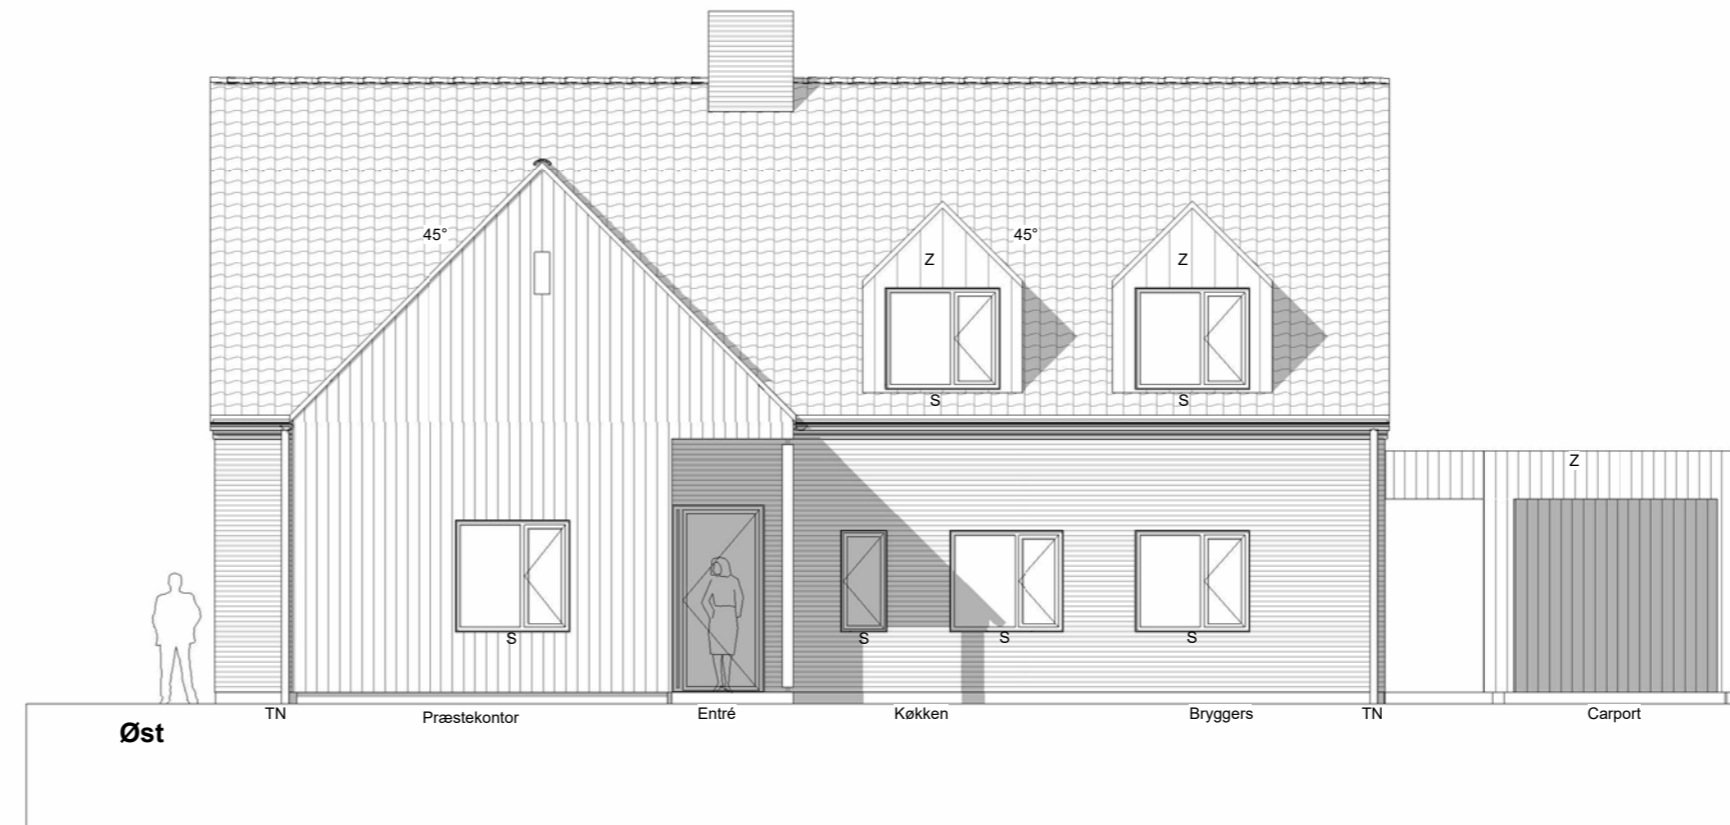 45°
45°
Z
Z
S
S
Z
S
S
S
S
TN
Præstekontor
Entré
Køkken
Bryggers
TN
Carport
Øst